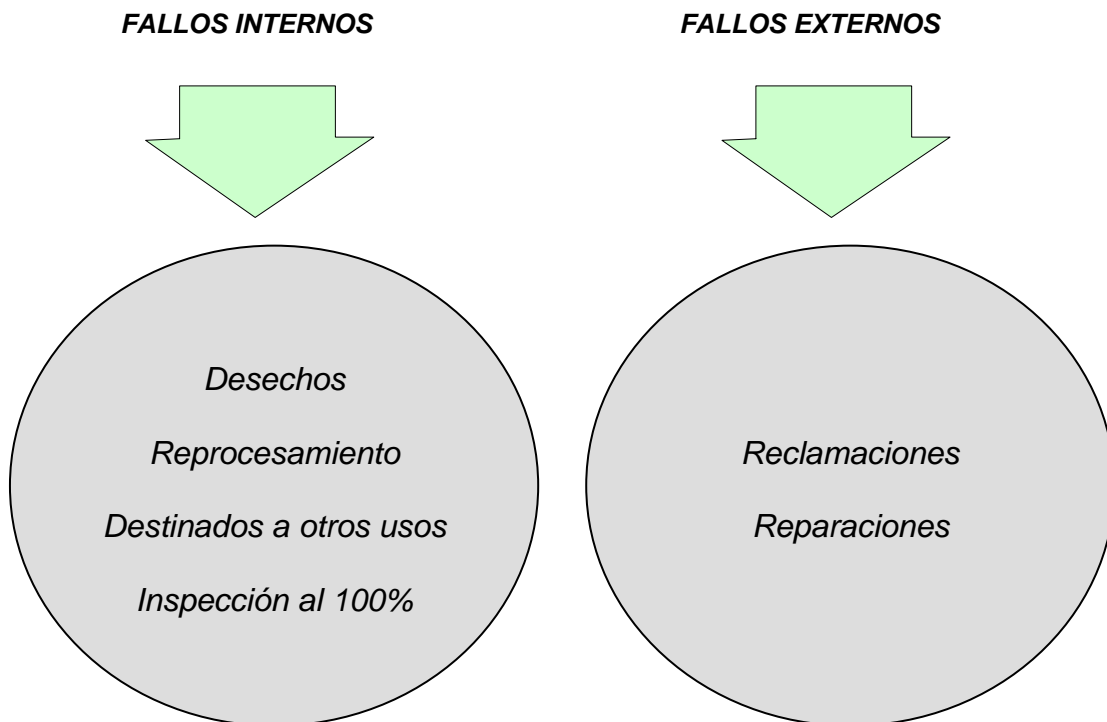 FALLOS INTERNOS
FALLOS EXTERNOS
Desechos
Reprocesamiento
Destinados a otros usos
Inspección al 100%
Reclamaciones
Reparaciones